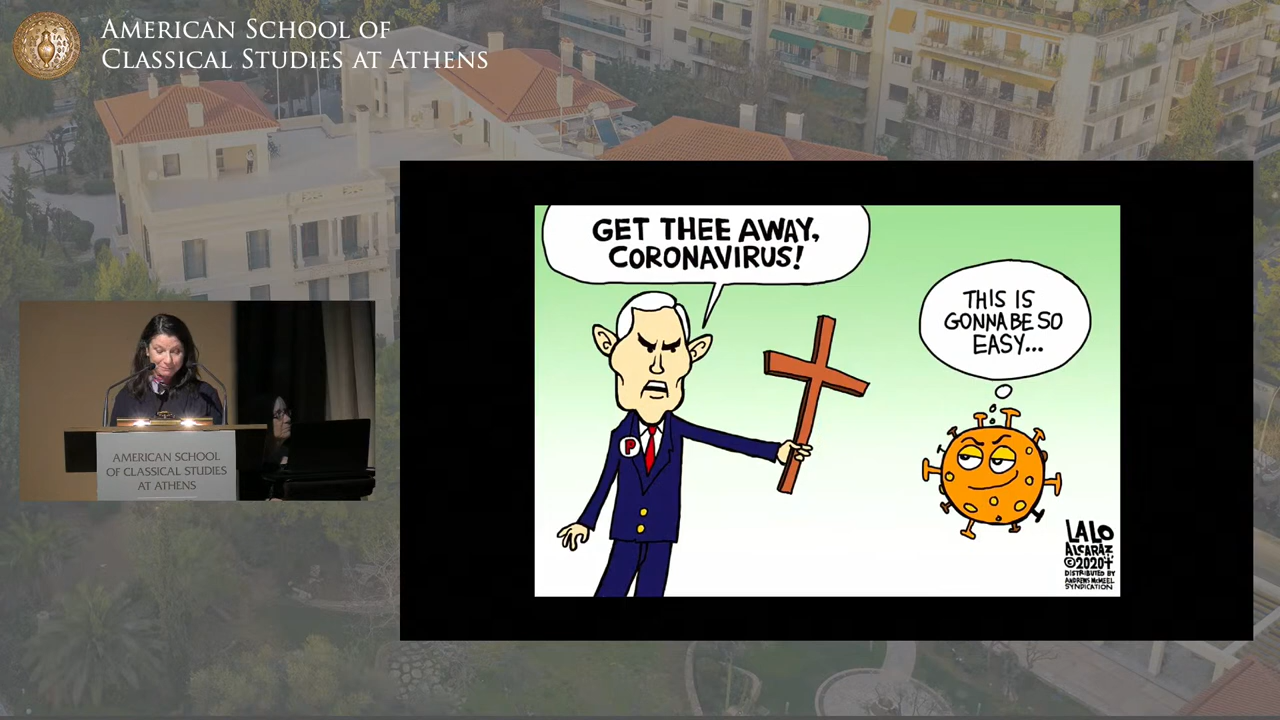 AMERICAN SCHOOL OF
CLASSICAL STUDIES AT ATHENS
GET THEE AWAY,
CORONAVIRUS!
THIS IS
GONNA BE SO
EASY...
P
AMERICAN SCHOOL
OF CLASSICAL STUDIES
AT ATHENS
LALO
ALCARAZ
©2020
DISTRIBUTED BY
ANDREWS MCMEEL
SYNDICATION